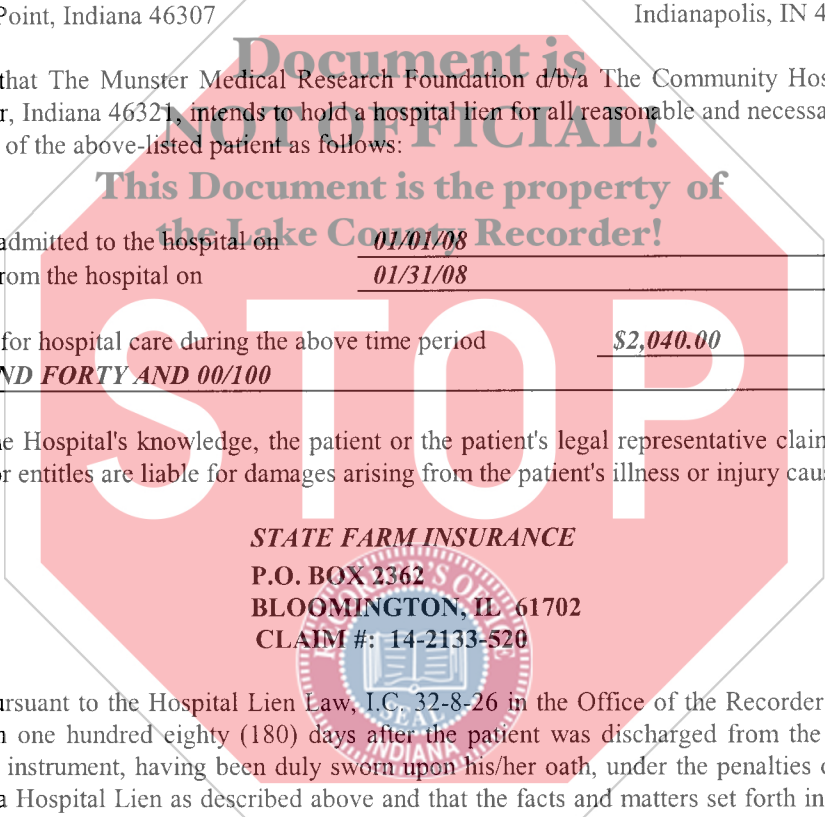 Point, Indiana 46307 Indianapolis, IN 4
Document is
that The Munster Medical Research Foundation d/b/a The Community Hos
NOT OFFICIAL!
r, Indiana 46321, intends to hold a hospital lien for all reasonable and necessa
of the above-listed patient as follows:
This Document is the property of
the Lake County Recorder!
admitted to the hospital on 01/01/08
rom the hospital on 01/31/08
STOP
for hospital care during the above time period $2,040.00
ND FORTY AND 00/100
e Hospital's knowledge, the patient or the patient's legal representative claim
or entitles are liable for damages arising from the patient's illness or injury cau
STATE FARM INSURANCE
P.O. BOX 2362
BLOOMINGTON, IL 61702
CLAIM #: 14-2133-520
RECORDER'S OFFICE
SEAL
INDIANA
ursuant to the Hospital Lien Law, I.C. 32-8-26 in the Office of the Recorder
n one hundred eighty (180) days after the patient was discharged from the
instrument, having been duly sworn upon his/her oath, under the penalties o
a Hospital Lien as described above and that the facts and matters set forth in